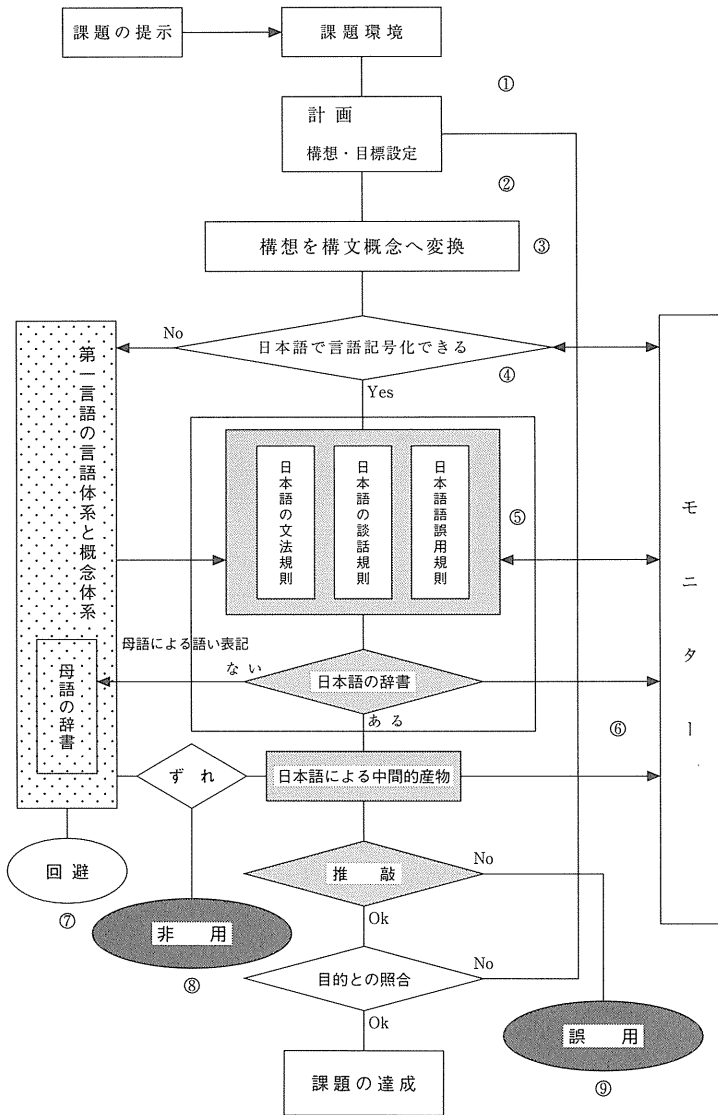 課題の提示
課題環境
①
計画
構想・目標設定
②
構想を構文概念へ変換
③
No
日本語で言語記号化できる
④
Yes
第一言語の言語体系と概念体系
日本語の文法規則
日本語の談話規則
日本語語誤用規則
⑤
モニター
母語による語い表記
母語の辞書
ない
日本語の辞書
ある
⑥
ずれ
日本語による中間的産物
回避
⑦
推敲
No
Ok
非用
⑧
目的との照合
No
Ok
誤用
⑨
課題の達成